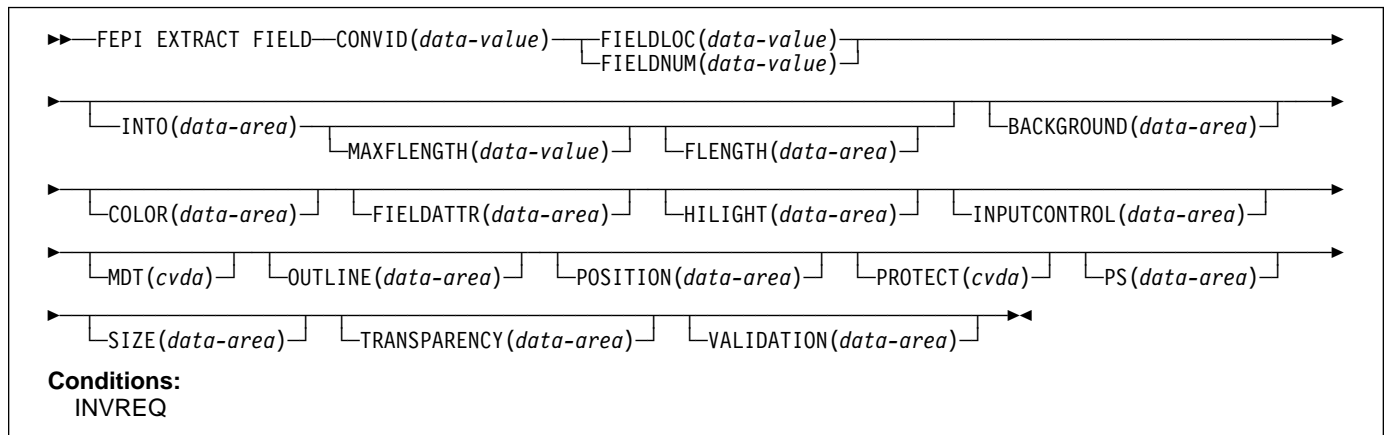 FEPI EXTRACT FIELD CONVID(data-value) FIELDLOC(data-value)
FIELDNUM(data-value)
INTO(data-area) BACKGROUND(data-area)
MAXFLENGTH(data-value) FLENGTH(data-area)
COLOR(data-area) FIELDATTR(data-area) HILIGHT(data-area) INPUTCONTROL(data-area)
MDT(cvda) OUTLINE(data-area) POSITION(data-area) PROTECT(cvda) PS(data-area)
SIZE(data-area) TRANSPARENCY(data-area) VALIDATION(data-area)
Conditions:
INVREQ